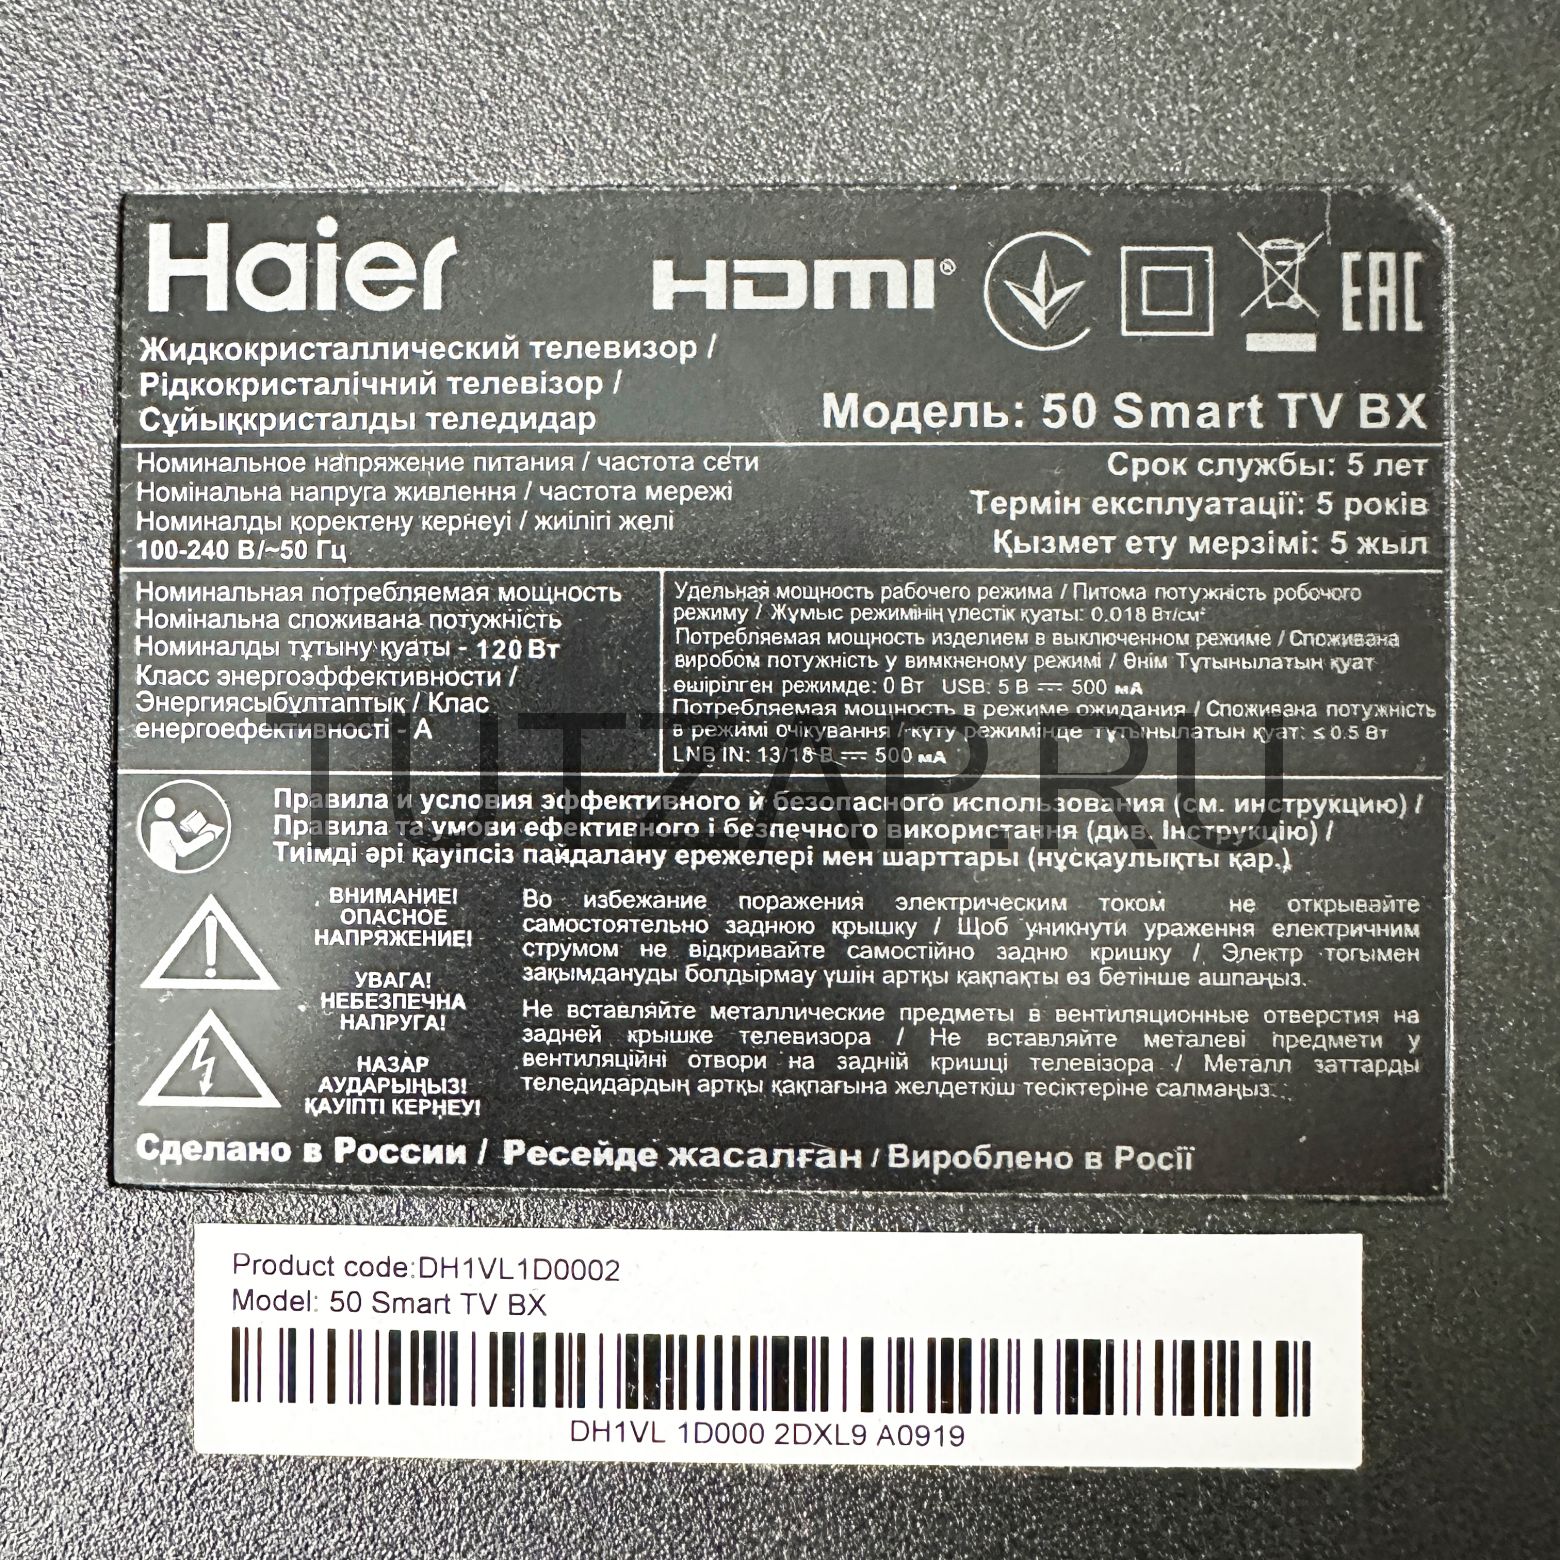 Haier
HDMI®
EAC
Жидкокристаллический телевизор /
Рідкокристалічний телевізор /
Сұйыққристалды теледидар
Модель: 50 Smart TV BX
Номинальное напряжение питания / частота сети
Номінальна напруга живлення / частота мережі
Номиналды қоректену кернеуі / жиілігі желі
100-240 В/~50 Гц
Срок службы: 5 лет
Термін експлуатації: 5 років
Қызмет ету мерзімі: 5 жыл
Номинальная потребляемая мощность
Номінальна споживана потужність
Номиналды тұтыну қуаты - 120 Вт
Класс энергоэффективности /
Энергиясыбұлтаптық / Клас
енергоефективності - А
Удельная мощность рабочего режима / Питома потужність робочого
режиму / Жұмыс режимінің үлестік қуаты: 0.018 Вт/см²
Потребляемая мощность изделием в выключенном режиме / Споживана
виробом потужність у вимкненому режимі / Өнім Тұтынылатын қуат
өшірілген режимде: 0 Вт USB: 5 В ⎓ 500 мА
Потребляемая мощность в режиме ожидания / Споживана потужність
в режимі очікування / күту режимінде тұтынылатын қуат: ≤ 0.5 Вт
LNB IN: 13/18 В ⎓ 500 мА
TUTZAP.RU
Правила и условия эффективного и безопасного использования (см. инструкцию) /
Правила та умови ефективного і безпечного використання (див. Інструкцію) /
Тиімді әрі қауіпсіз пайдалану ережелері мен шарттары (нұсқаулықты қар.)
ВНИМАНИЕ!
ОПАСНОЕ
НАПРЯЖЕНИЕ!
УВАГА!
НЕБЕЗПЕЧНА
НАПРУГА!
НАЗАР
АУДАРЫҢЫЗ!
ҚАУІПТІ КЕРНЕУ!
Во избежание поражения электрическим током не открывайте
самостоятельно заднюю крышку / Щоб уникнути ураження електричним
струмом не відкривайте самостійно задню кришку / Электр тогымен
зақымдануды болдырмау үшін артқы қақпакты өз бетінше ашпаңыз.
Не вставляйте металлические предметы в вентиляционные отверстия на
задней крышке телевизора / Не вставляйте металеві предмети у
вентиляційні отвори на задній кришці телевізора / Металл заттарды
теледидардың артқы қақпағына желдеткіш тесіктеріне салмаңыз.
Сделано в России / Ресейде жасалған / Вироблено в Росії
Product code:DH1VL1D0002
Model: 50 Smart TV BX
DH1VL 1D000 2DXL9 A0919